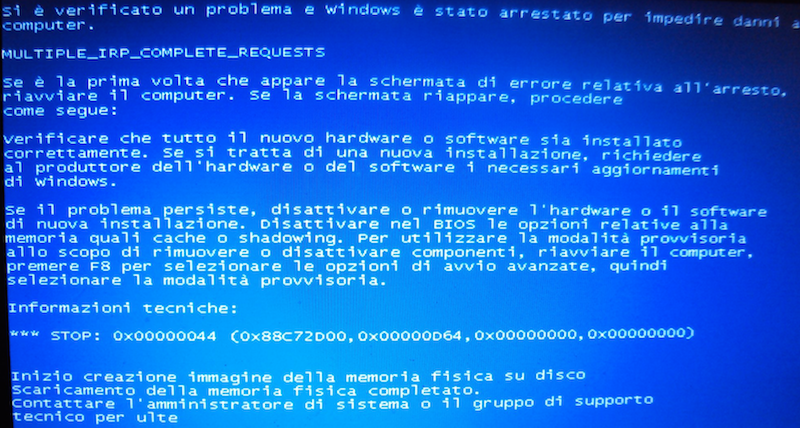 Si è verificato un problema e Windows è stato arrestato per impedire danni a
computer.
MULTIPLE_IRP_COMPLETE_REQUESTS
Se è la prima volta che appare la schermata di errore relativa all'arresto,
riavviare il computer. Se la schermata riappare, procedere
come segue:
Verificare che tutto il nuovo hardware o software sia installato
correttamente. Se si tratta di una nuova installazione, richiedere
al produttore dell'hardware o del software i necessari aggiornamenti
di Windows.
Se il problema persiste, disattivare o rimuovere l'hardware o il software
di nuova installazione. Disattivare nel BIOS le opzioni relative alla
memoria quali cache o shadowing. Per utilizzare la modalità provvisoria
allo scopo di rimuovere o disattivare componenti, riavviare il computer,
premere F8 per selezionare le opzioni di avvio avanzate, quindi
selezionare la modalità provvisoria.
Informazioni tecniche:
*** STOP: 0x00000044 (0x88C72D00,0x00000D64,0x00000000,0x00000000)
Inizio creazione immagine della memoria fisica su disco
Scaricamento della memoria fisica completato.
Contattare l'amministratore di sistema o il gruppo di supporto
tecnico per ulte